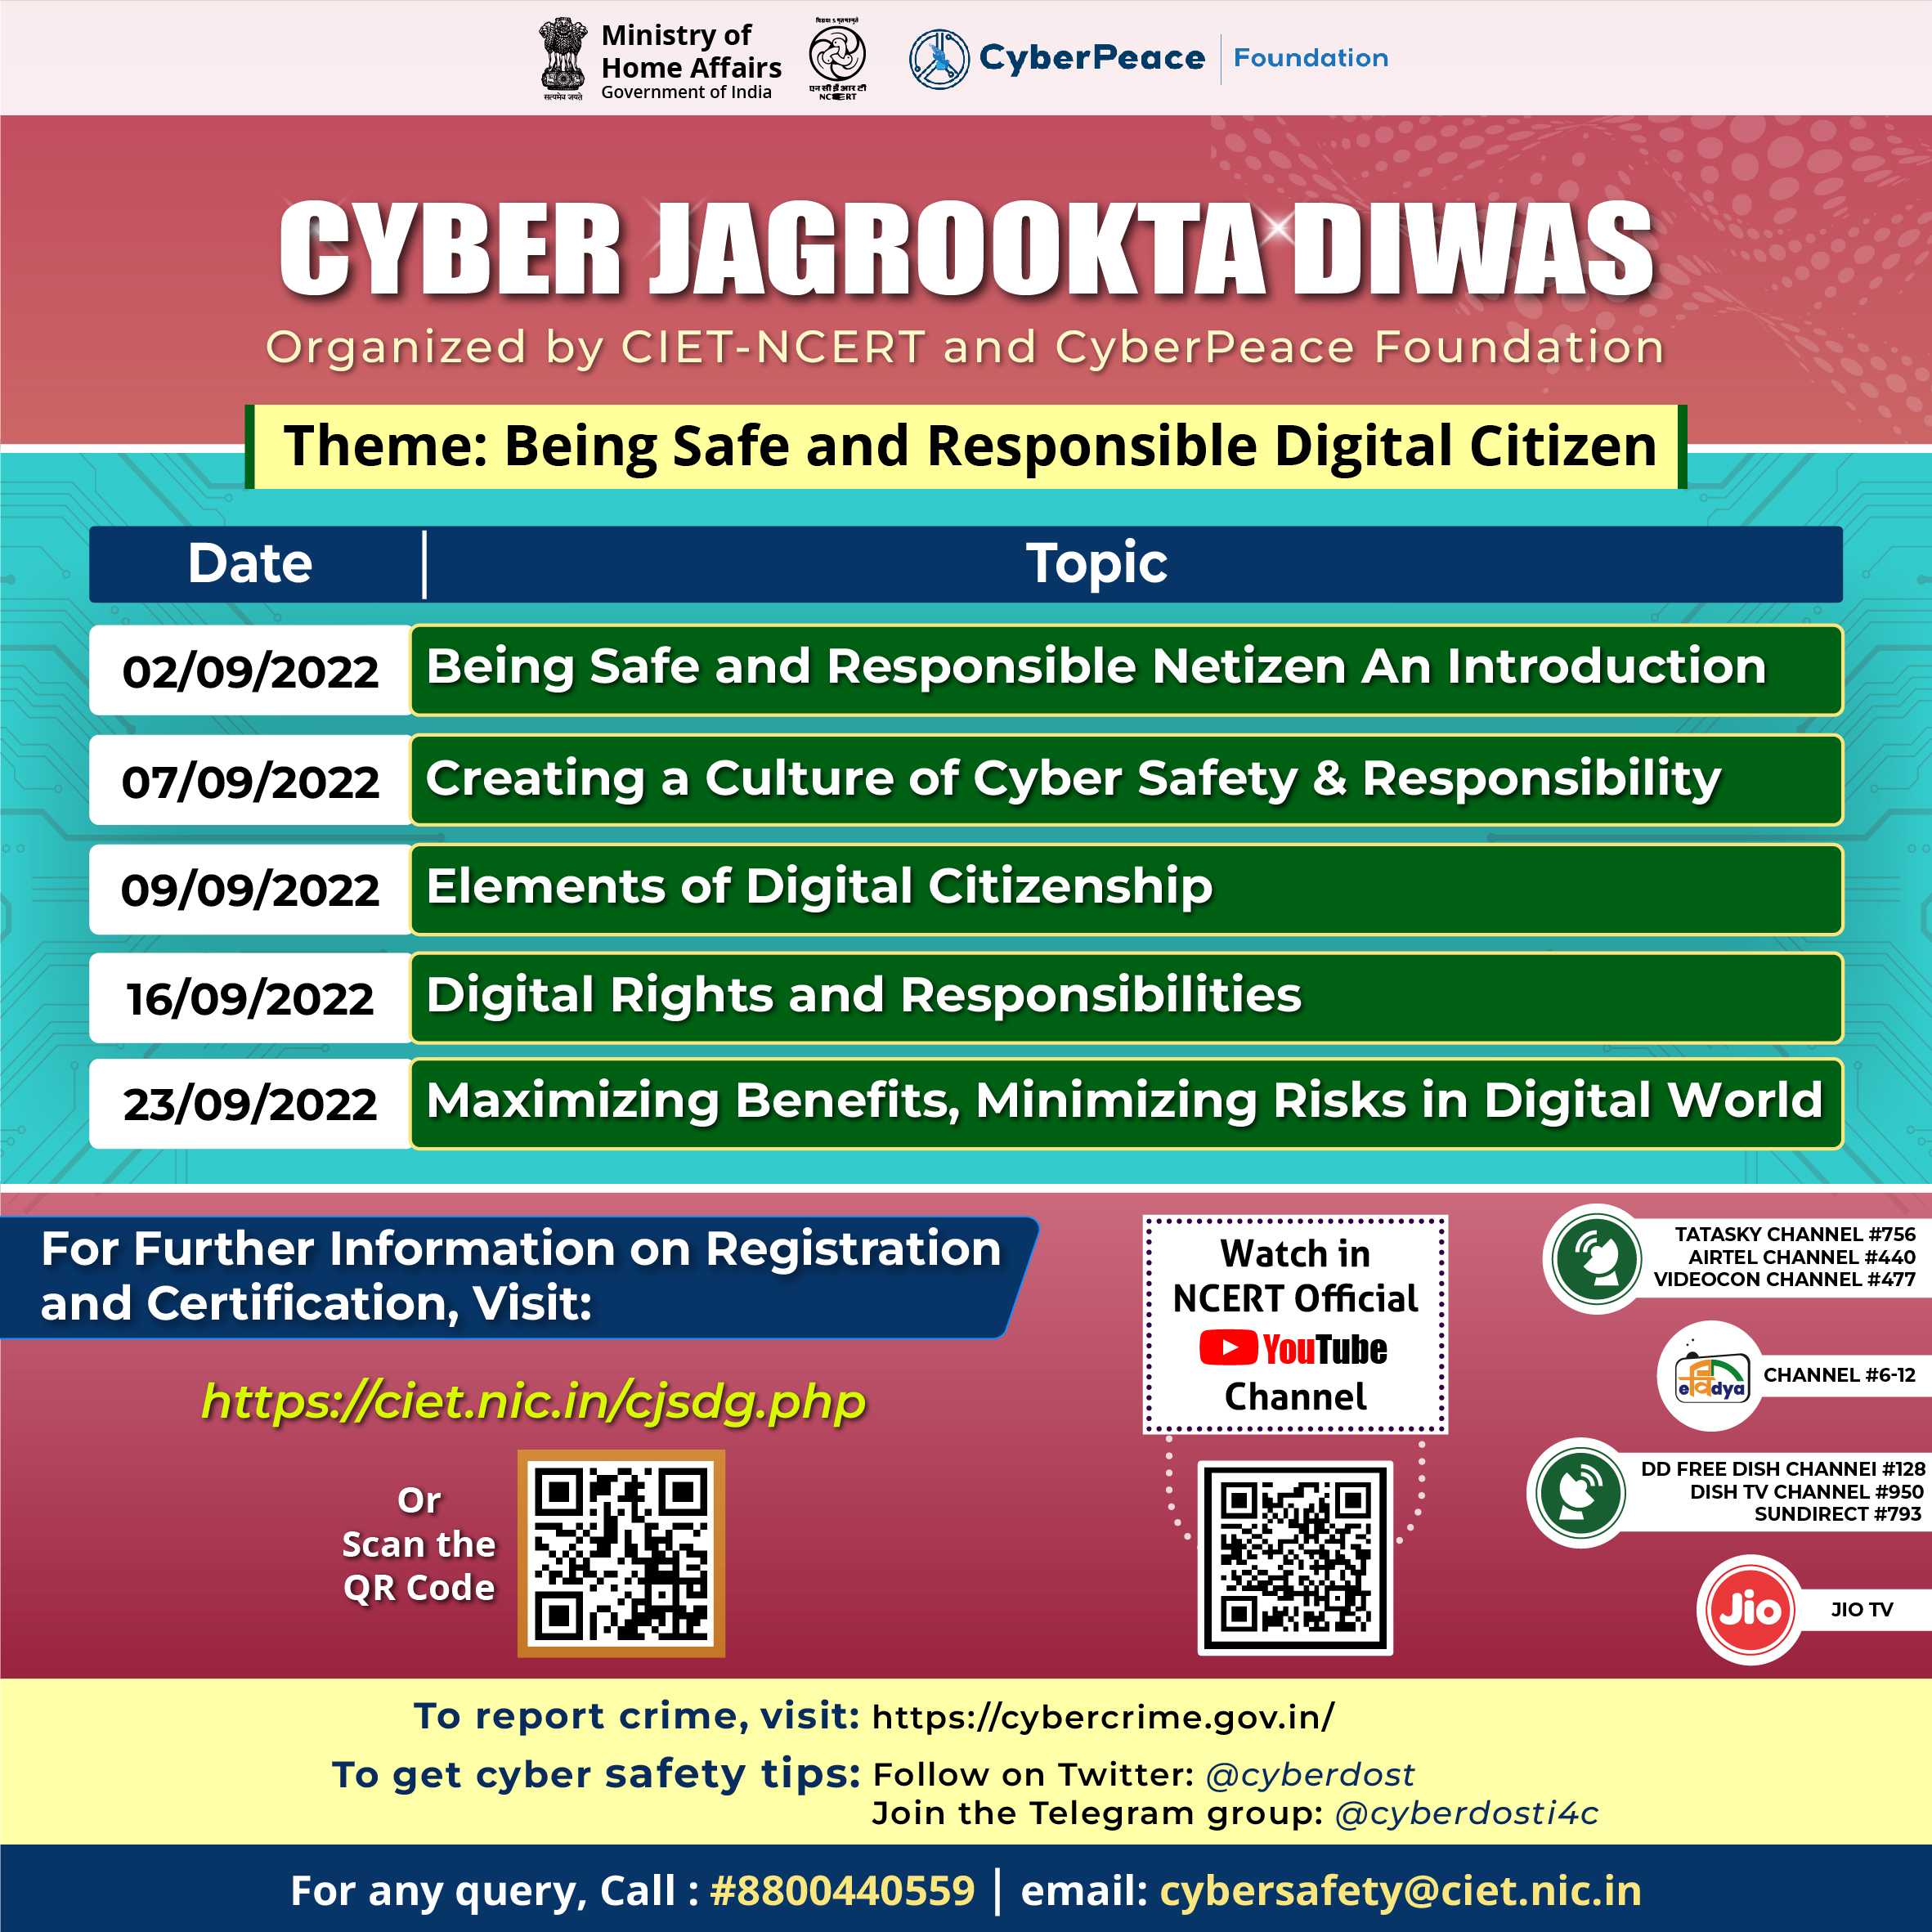 Ministry of
Home Affairs
Government of India
सत्यमेव जयते
एन सी ई आर टी
NCERT
CyberPeace Foundation
CYBER JAGROOKTA DIWAS
Organized by CIET-NCERT and CyberPeace Foundation
Theme: Being Safe and Responsible Digital Citizen
Date Topic
02/09/2022 Being Safe and Responsible Netizen An Introduction
07/09/2022 Creating a Culture of Cyber Safety & Responsibility
09/09/2022 Elements of Digital Citizenship
16/09/2022 Digital Rights and Responsibilities
23/09/2022 Maximizing Benefits, Minimizing Risks in Digital World
For Further Information on Registration
and Certification, Visit:
https://ciet.nic.in/cjsdg.php
Or
Scan the
QR Code
Watch in
NCERT Official
YouTube
Channel
TATASKY CHANNEL #756
AIRTEL CHANNEL #440
VIDEOCON CHANNEL #477
eविdya
CHANNEL #6-12
DD FREE DISH CHANNEl #128
DISH TV CHANNEL #950
SUNDIRECT #793
Jio
JIO TV
To report crime, visit: https://cybercrime.gov.in/
To get cyber safety tips: Follow on Twitter: @cyberdost
Join the Telegram group: @cyberdosti4c
For any query, Call : #8800440559 | email: cybersafety@ciet.nic.in